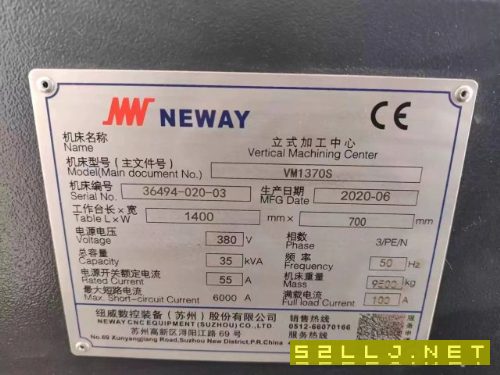 NEWAY CE
机床名称 立式加工中心
Name Vertical Machining Center
机床型号(主文件号)
Model(Main document No.) VM1370S
机床编号 36494-020-03 生产日期 2020-06
Serial No. MFG Date
工作台长×宽 1400 mm× 700 mm
Table L×W
电源电压 380 V 相数 3/PE/N
Voltage Phase
总容量 35 kVA 频率 50 Hz
Capacity Frequency
电源开关额定电流 55 A 机床重量 kg
Rated Current Mass
最大短路电流 6000 A 满载电流 100 A
Max. Short-circuit Current Full load Current
纽威数控装备(苏州)股份有限公司 销售热线
NEWAY CNC EQUIPMENT (SUZHOU) CO., LTD. 0512-66070166
苏州高新区浔阳江路69号 服务热线
No.69 Xunyangjiang Road,Suzhou New District,P.R.China
52LLJ.NET